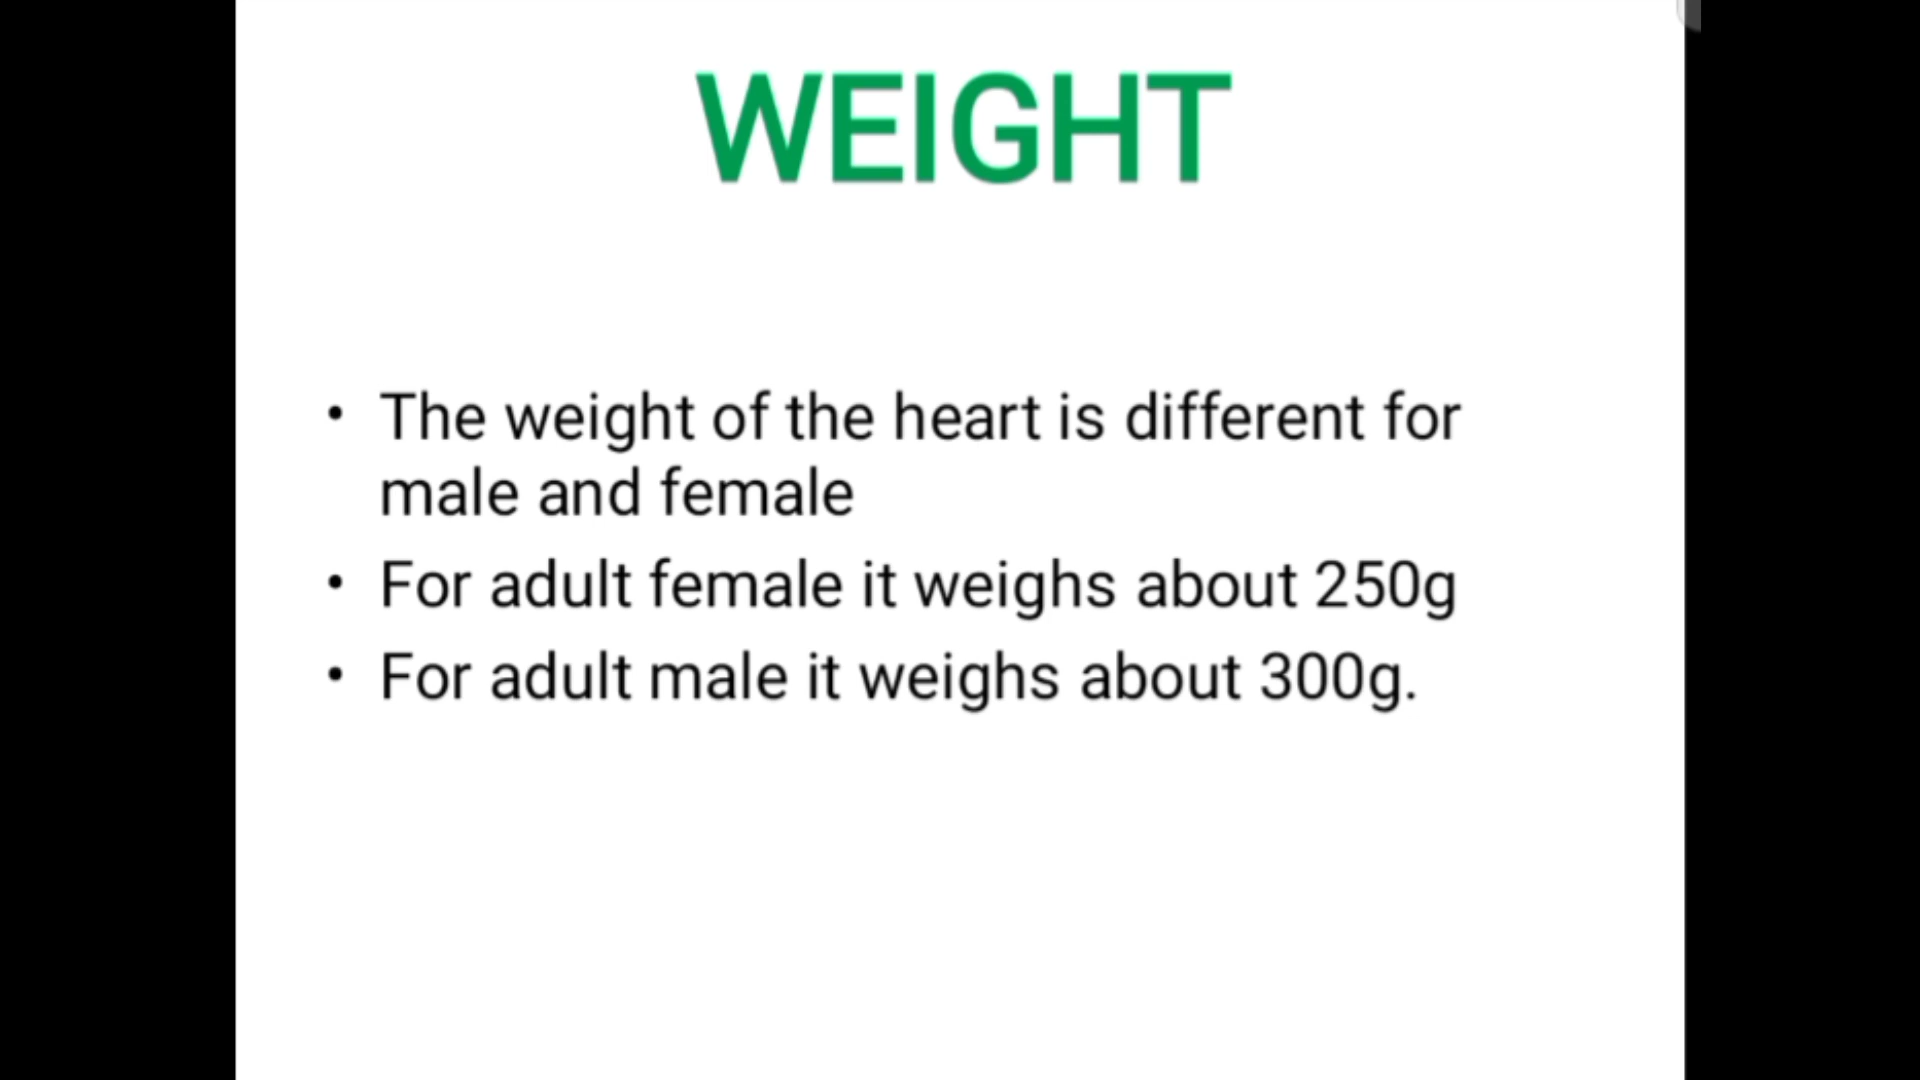 WEIGHT
• The weight of the heart is different for
male and female
• For adult female it weighs about 250g
• For adult male it weighs about 300g.